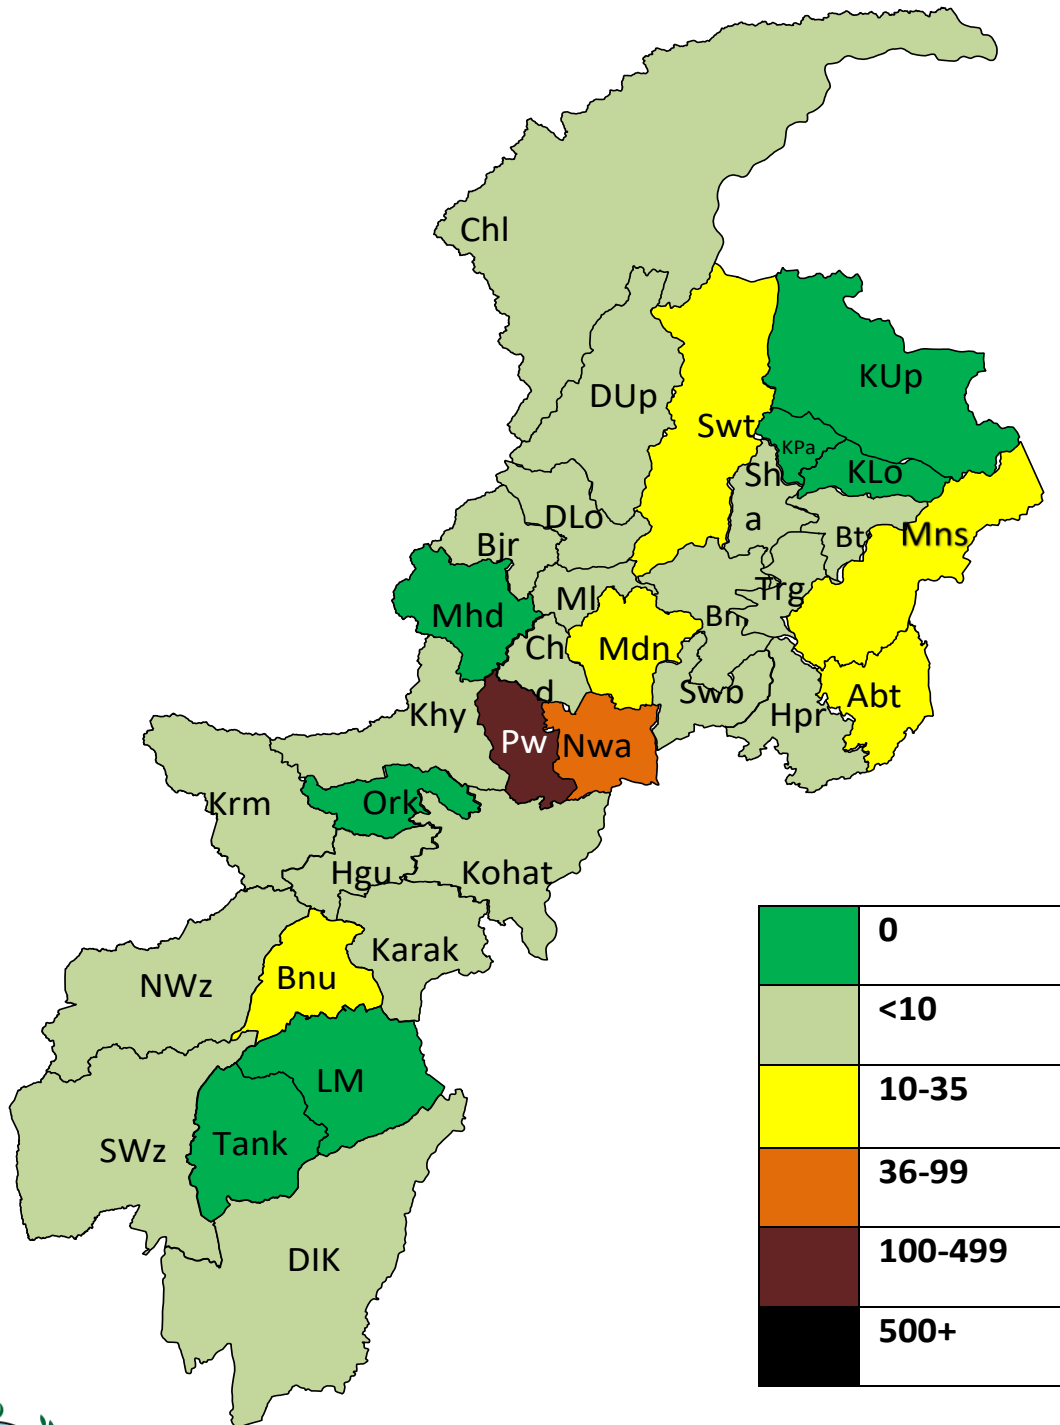 Chl
KUp
DUp
Swt
KPa
KLo
Sh
a
DLo
Bt
Mns
Bjr
Trg
Ml
Mhd
Bn
Ch
d
Mdn
Swb
Abt
Khy
Hpr
Pw
Nwa
Krm
Ork
Hgu
Kohat
Karak
Bnu
NWz
LM
SWz
Tank
DIK
0
<10
10-35
36-99
100-499
500+